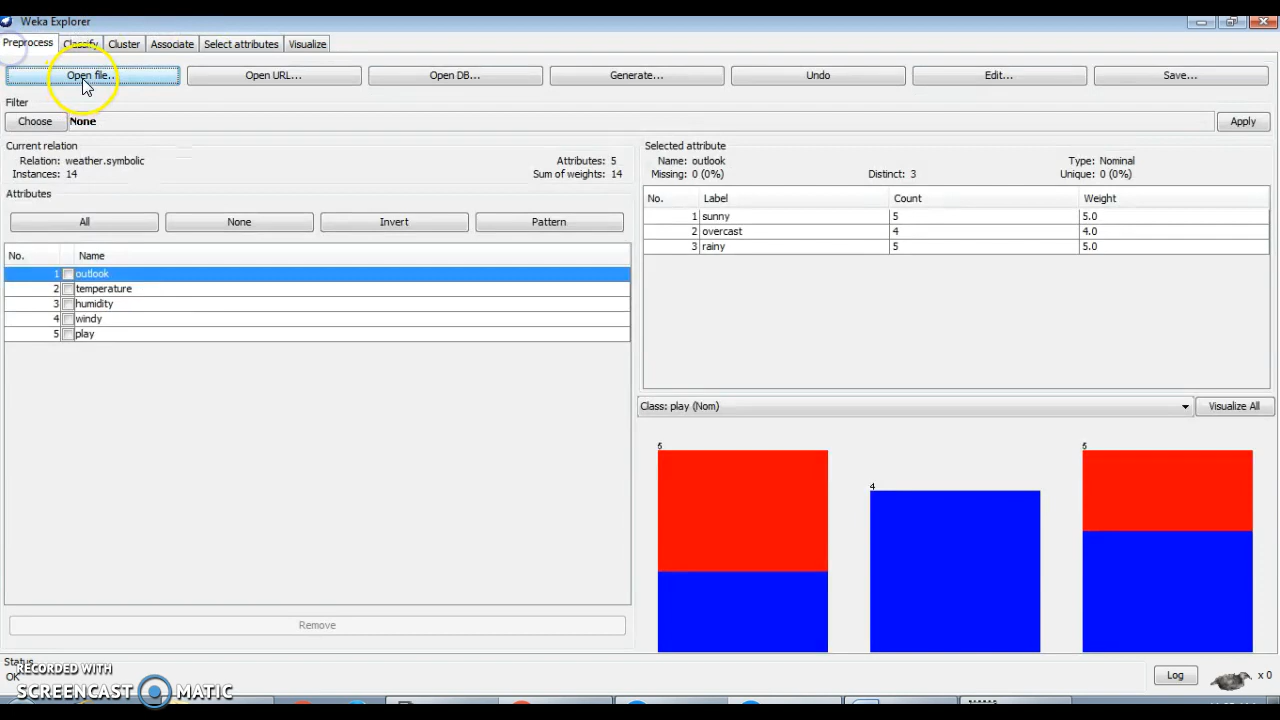 Weka Explorer
Preprocess Classify Cluster Associate Select attributes Visualize
Open file... Open URL... Open DB... Generate... Undo Edit... Save...
Filter
Choose None Apply
Current relation
Relation: weather.symbolic Attributes: 5
Instances: 14 Sum of weights: 14
Selected attribute
Name: outlook Type: Nominal
Missing: 0 (0%) Distinct: 3 Unique: 0 (0%)
Attributes
All None Invert Pattern
No. Name
1 outlook
2 temperature
3 humidity
4 windy
5 play
Remove
No. Label Count Weight
1 sunny 5 5.0
2 overcast 4 4.0
3 rainy 5 5.0
Class: play (Nom) Visualize All
5 4 5
Status
OK
Log x 0
RECORDED WITH
SCREENCAST MATIC